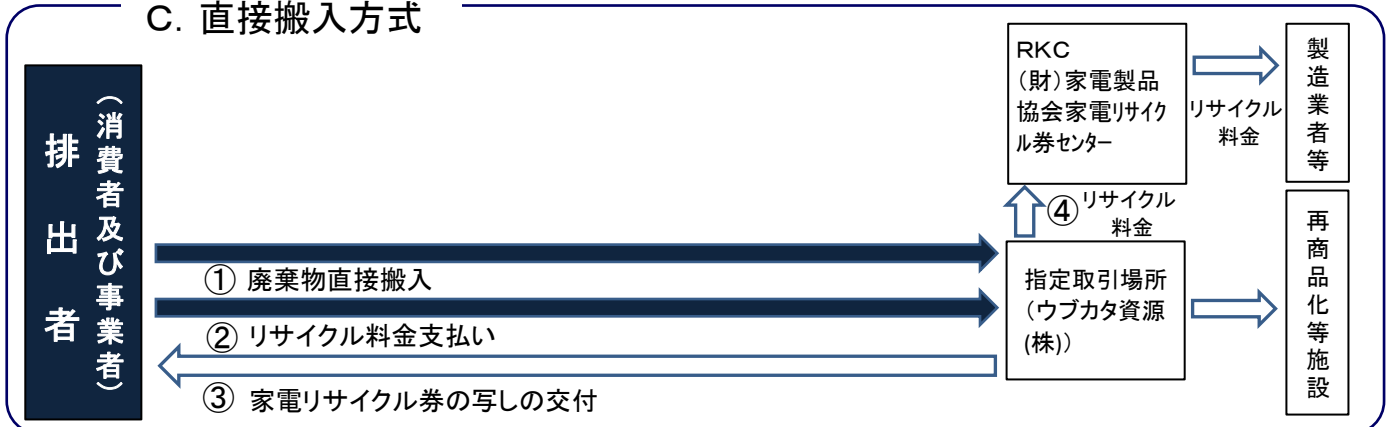 C. 直接搬入方式
排出者
（消費者及び事業者）
① 廃棄物直接搬入
② リサイクル料金支払い
③ 家電リサイクル券の写しの交付
RKC
（財）家電製品
協会家電リサイク
ル券センター
リサイクル
料金
製造業者等
④リサイクル
料金
指定取引場所
（ウブカタ資源
(株)）
再商品化等施設